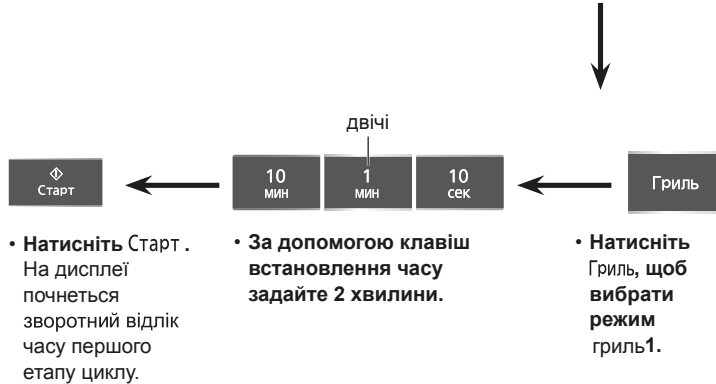 двічі
Старт
10
мин
1
мин
10
сек
Гриль
• Натисніть Старт .
На дисплеї
почнеться
зворотний відлік
часу першого
етапу циклу.
• За допомогою клавіш
встановлення часу
задайте 2 хвилини.
• Натисніть
Гриль, щоб
вибрати
режим
гриль1.